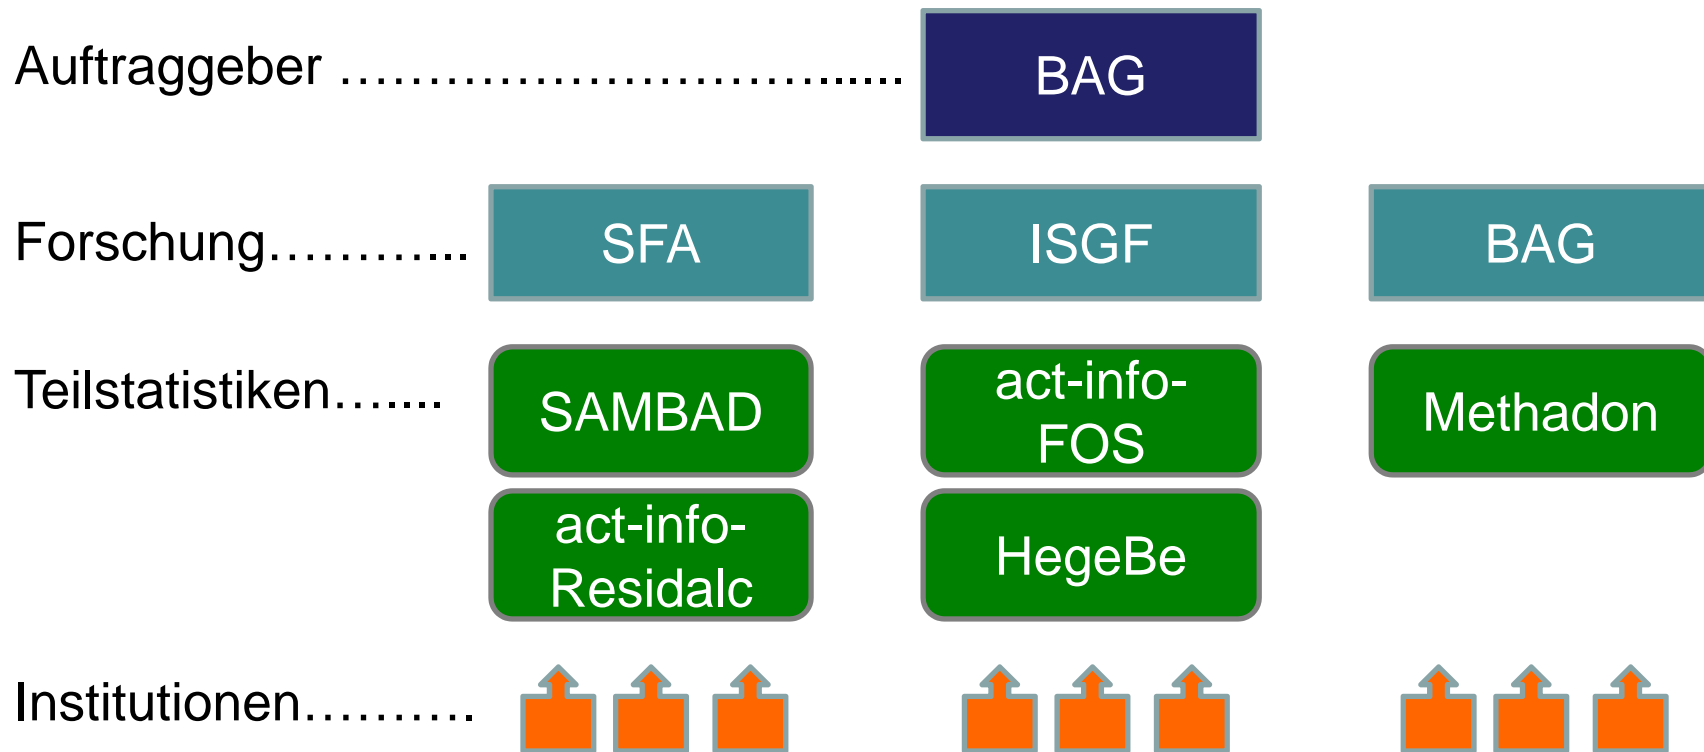 Auftraggeber ………………………......
BAG
Forschung………...
SFA
ISGF
BAG
Teilstatistiken…....
SAMBAD
act-info-
FOS
Methadon
act-info-
Residalc
HegeBe
Institutionen……….